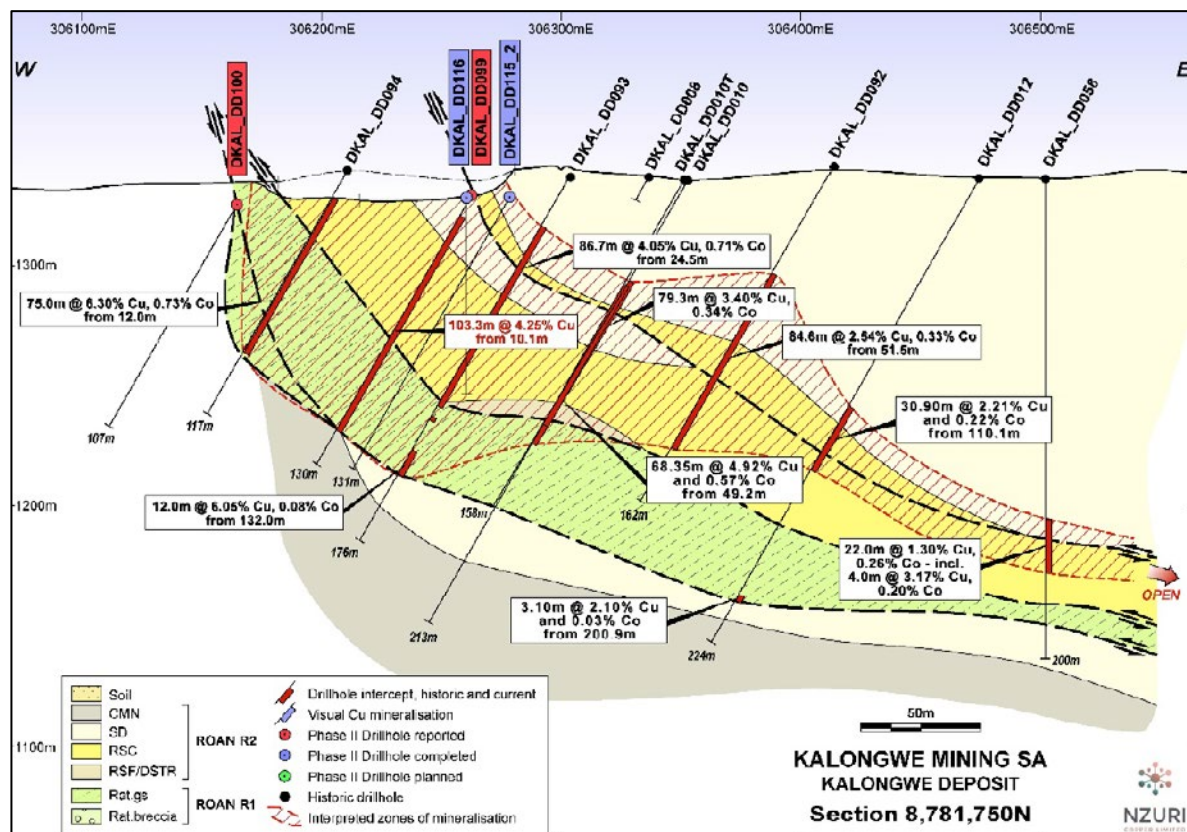 306100mE
306200mE
306300mE
306400mE
306500mE
W
E
DKAL_DD100
DKAL_DD094
DKAL_DD116
DKAL_DD099
DKAL_DD115_2
DKAL_DD093
DKAL_DD008
DKAL_DD010T
DKAL_DD010
DKAL_DD092
DKAL_DD012
DKAL_DD058
1300m
1200m
1100m
75.0m @ 6.30% Cu, 0.73% Co
from 12.0m
103.3m @ 4.25% Cu
from 10.1m
86.7m @ 4.05% Cu, 0.71% Co
from 24.5m
79.3m @ 3.40% Cu,
0.34% Co
84.6m @ 2.54% Cu, 0.33% Co
from 51.5m
30.90m @ 2.21% Cu
and 0.22% Co
from 110.1m
68.35m @ 4.92% Cu
and 0.57% Co
from 49.2m
12.0m @ 6.05% Cu, 0.08% Co
from 132.0m
22.0m @ 1.30% Cu,
0.26% Co - incl.
4.0m @ 3.17% Cu,
0.20% Co
3.10m @ 2.10% Cu
and 0.03% Co
from 200.9m
107m
117m
130m
131m
176m
158m
162m
213m
224m
200m
OPEN
50m
Soil
CMN
SD
RSC
RSF/DSTR
Rat.gs
Rat.breccia
ROAN R2
ROAN R1
Drillhole intercept, historic and current
Visual Cu mineralisation
Phase II Drillhole reported
Phase II Drillhole completed
Phase II Drillhole planned
Historic drillhole
Interpreted zones of mineralisation
KALONGWE MINING SA
KALONGWE DEPOSIT
Section 8,781,750N
NZURI
COPPER LIMITED